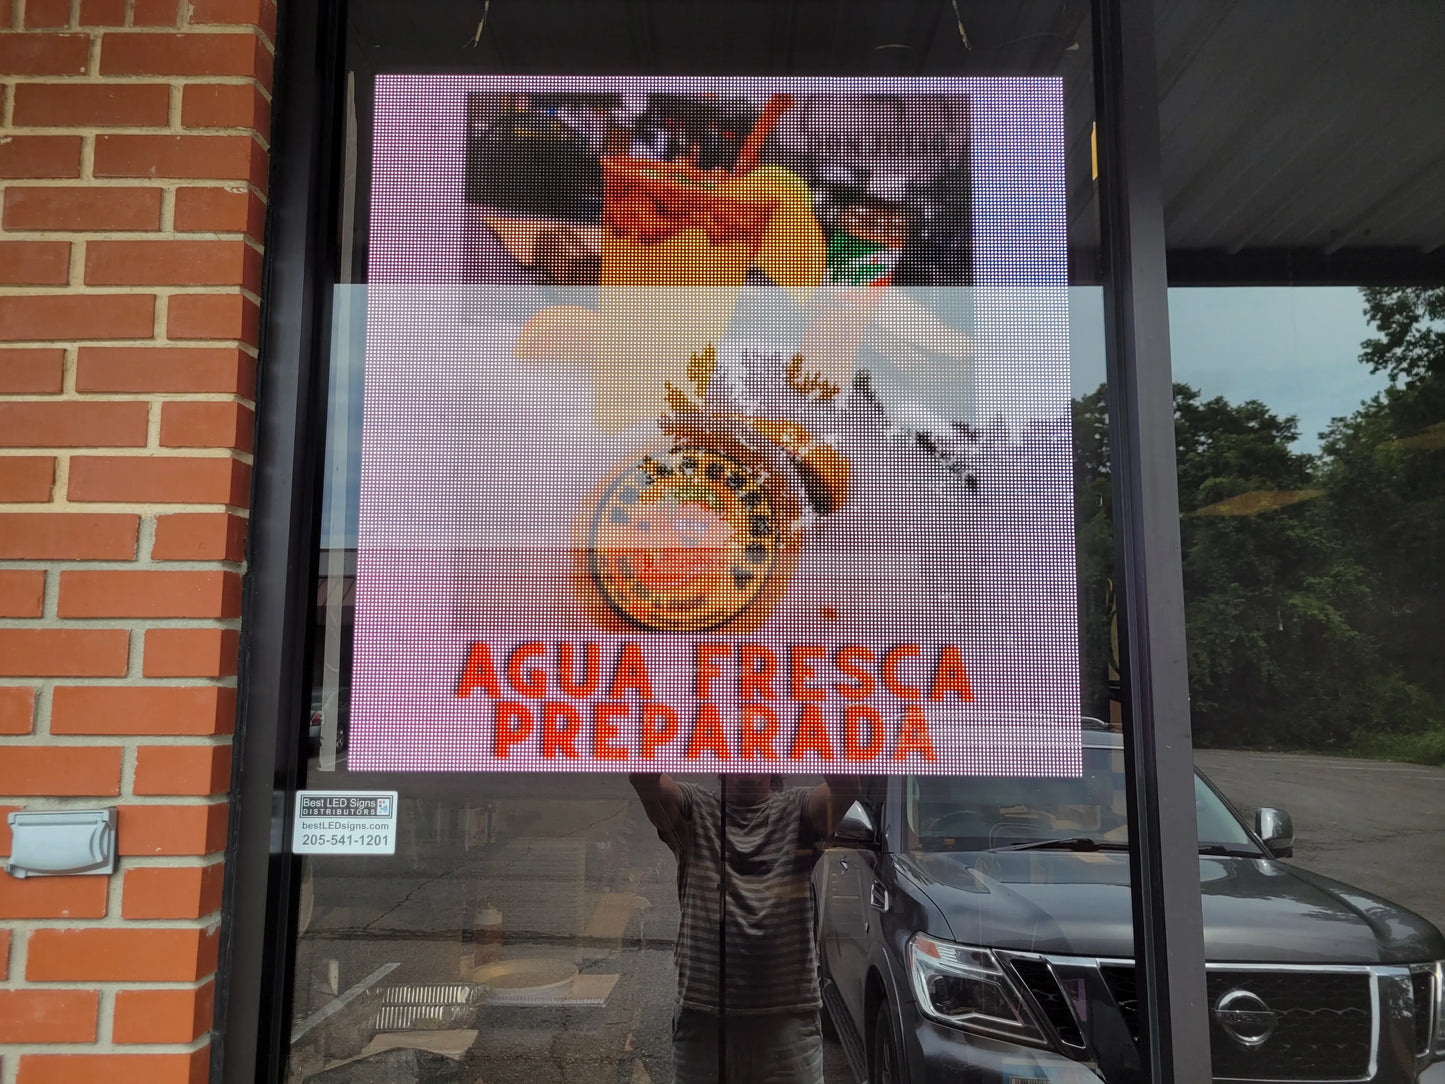 AGUA FRESCA
PREPARADA
Best LED Signs
DISTRIBUTORS
bestLEDsigns.com
205-541-1201